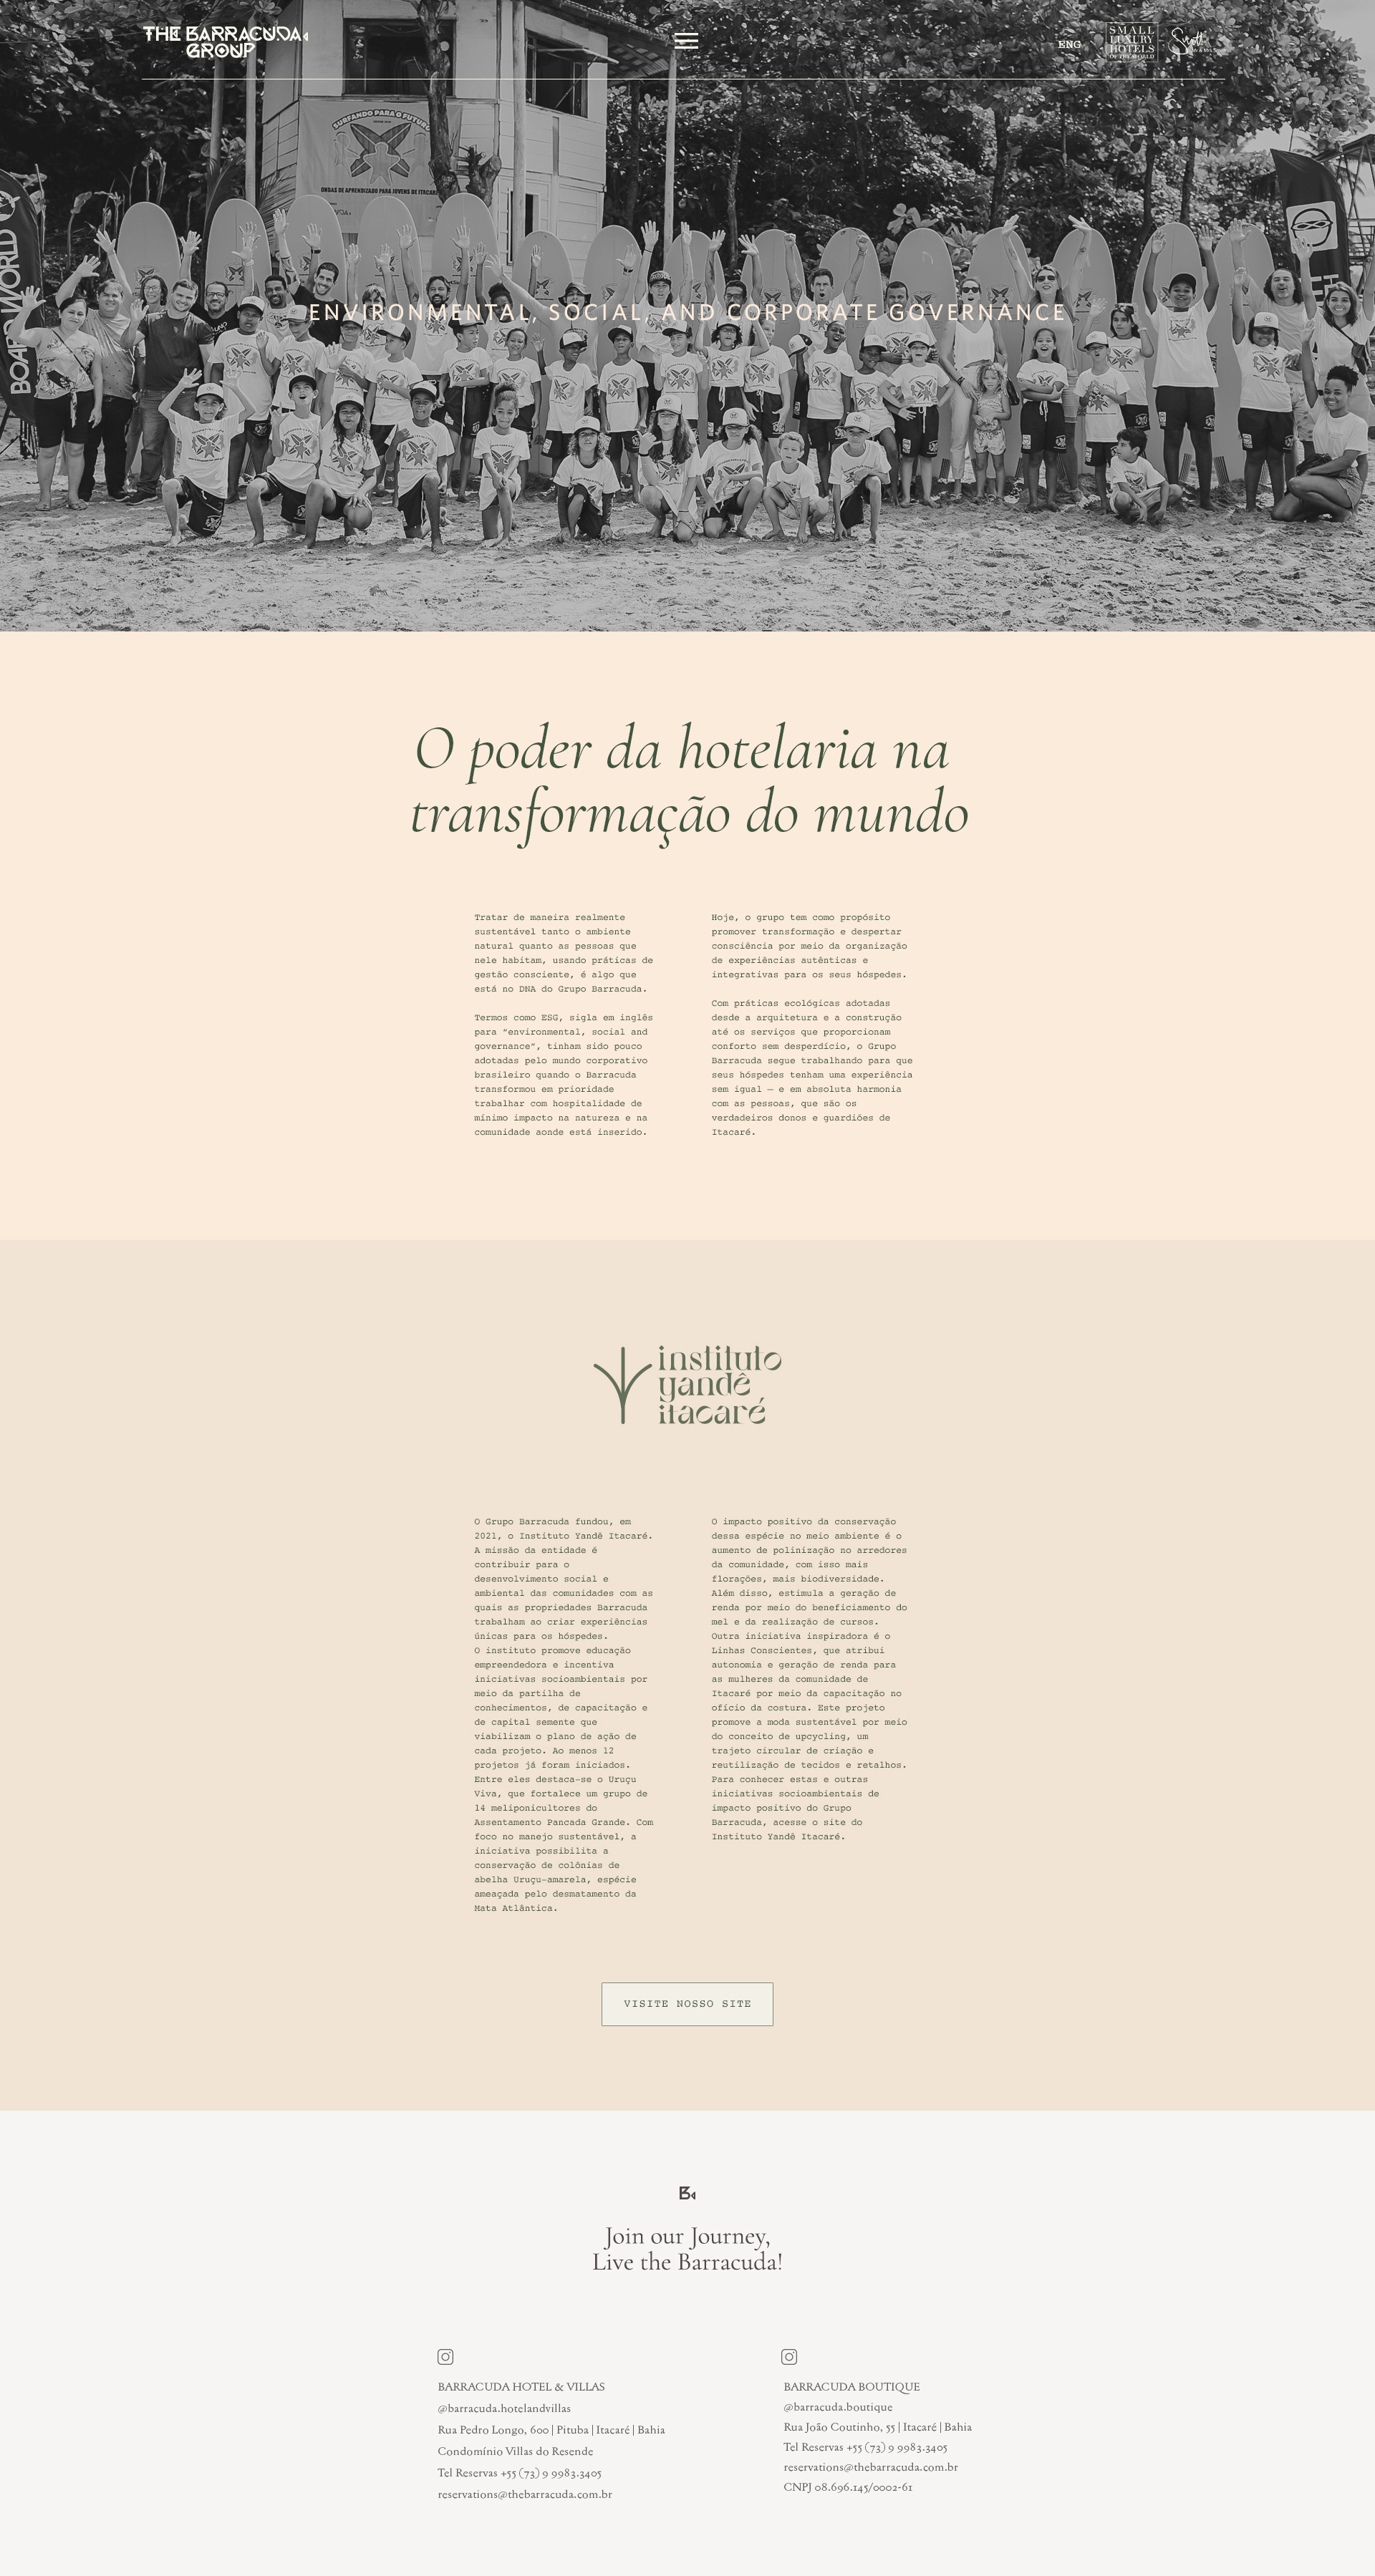 THE BARRACUDA
GROUP
ENG
SMALL
LUXURY
HOTELS
OF THE WORLD
Scott
SURFANDO PARA O FUTURO
ONDAS DE APRENDIZADO PARA JOVENS DE ITACARÉ
ENVIRONMENTAL, SOCIAL, AND CORPORATE GOVERNANCE
O poder da hotelaria na
transformação do mundo
Tratar de maneira realmente
sustentável tanto o ambiente
natural quanto as pessoas que
nele habitam, usando práticas de
gestão consciente, é algo que
está no DNA do Grupo Barracuda.
Termos como ESG, sigla em inglês
para “environmental, social and
governance”, tinham sido pouco
adotadas pelo mundo corporativo
brasileiro quando o Barracuda
transformou em prioridade
trabalhar com hospitalidade de
mínimo impacto na natureza e na
comunidade aonde está inserido.
Hoje, o grupo tem como propósito
promover transformação e despertar
consciência por meio da organização
de experiências autênticas e
integrativas para os seus hóspedes.
Com práticas ecológicas adotadas
desde a arquitetura e a construção
até os serviços que proporcionam
conforto sem desperdício, o Grupo
Barracuda segue trabalhando para que
seus hóspedes tenham uma experiência
sem igual — e em absoluta harmonia
com as pessoas, que são os
verdadeiros donos e guardiões de
Itacaré.
instituto
yandê
itacaré
O Grupo Barracuda fundou, em
2021, o Instituto Yandê Itacaré.
A missão da entidade é
contribuir para o
desenvolvimento social e
ambiental das comunidades com as
quais as propriedades Barracuda
trabalham ao criar experiências
únicas para os hóspedes.
O instituto promove educação
empreendedora e incentiva
iniciativas socioambientais por
meio da partilha de
conhecimentos, de capacitação e
de capital semente que
viabilizam o plano de ação de
cada projeto. Ao menos 12
projetos já foram iniciados.
Entre eles destaca-se o Uruçu
Viva, que fortalece um grupo de
14 meliponicultores do
Assentamento Pancada Grande. Com
foco no manejo sustentável, a
iniciativa possibilita a
conservação de colônias de
abelha Uruçu-amarela, espécie
ameaçada pelo desmatamento da
Mata Atlântica.
O impacto positivo da conservação
dessa espécie no meio ambiente é o
aumento de polinização no arredores
da comunidade, com isso mais
florações, mais biodiversidade.
Além disso, estimula a geração de
renda por meio do beneficiamento do
mel e da realização de cursos.
Outra iniciativa inspiradora é o
Linhas Conscientes, que atribui
autonomia e geração de renda para
as mulheres da comunidade de
Itacaré por meio da capacitação no
ofício da costura. Este projeto
promove a moda sustentável por meio
do conceito de upcycling, um
trajeto circular de criação e
reutilização de tecidos e retalhos.
Para conhecer estas e outras
iniciativas socioambientais de
impacto positivo do Grupo
Barracuda, acesse o site do
Instituto Yandê Itacaré.
VISITE NOSSO SITE
Join our Journey,
Live the Barracuda!
BARRACUDA HOTEL & VILLAS
@barracuda.hotelandvillas
Rua Pedro Longo, 600 | Pituba | Itacaré | Bahia
Condomínio Villas do Resende
Tel Reservas +55 (73) 9 9983.3405
reservations@thebarracuda.com.br
BARRACUDA BOUTIQUE
@barracuda.boutique
Rua João Coutinho, 55 | Itacaré | Bahia
Tel Reservas +55 (73) 9 9983.3405
reservations@thebarracuda.com.br
CNPJ 08.696.145/0002-61